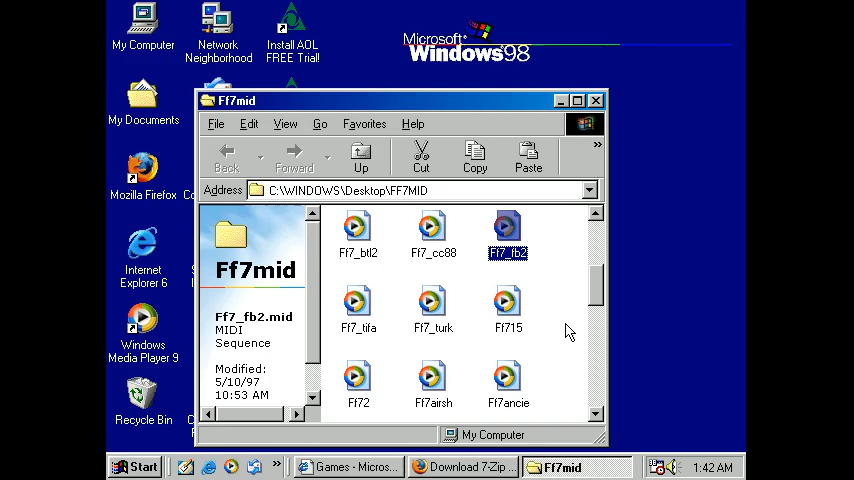 My Computer
Network
Neighborhood
Install AOL
FREE Trial!
Microsoft
Windows 98
My Documents
Mozilla Firefox
Internet
Explorer 6
Windows
Media Player 9
Recycle Bin
Ff7mid
File Edit View Go Favorites Help
Back Forward Up Cut Copy Paste
Address C:\WINDOWS\Desktop\FF7MID
Ff7mid
Ff7_fb2.mid
MIDI
Sequence
Modified:
5/10/97
10:53 AM
Ff7_btl2 Ff7_cc88 Ff7_fb2
Ff7_tifa Ff7_turk Ff715
Ff72 Ff7airsh Ff7ancie
My Computer
Start Games - Micros... Download 7-Zip ... Ff7mid 1:42 AM